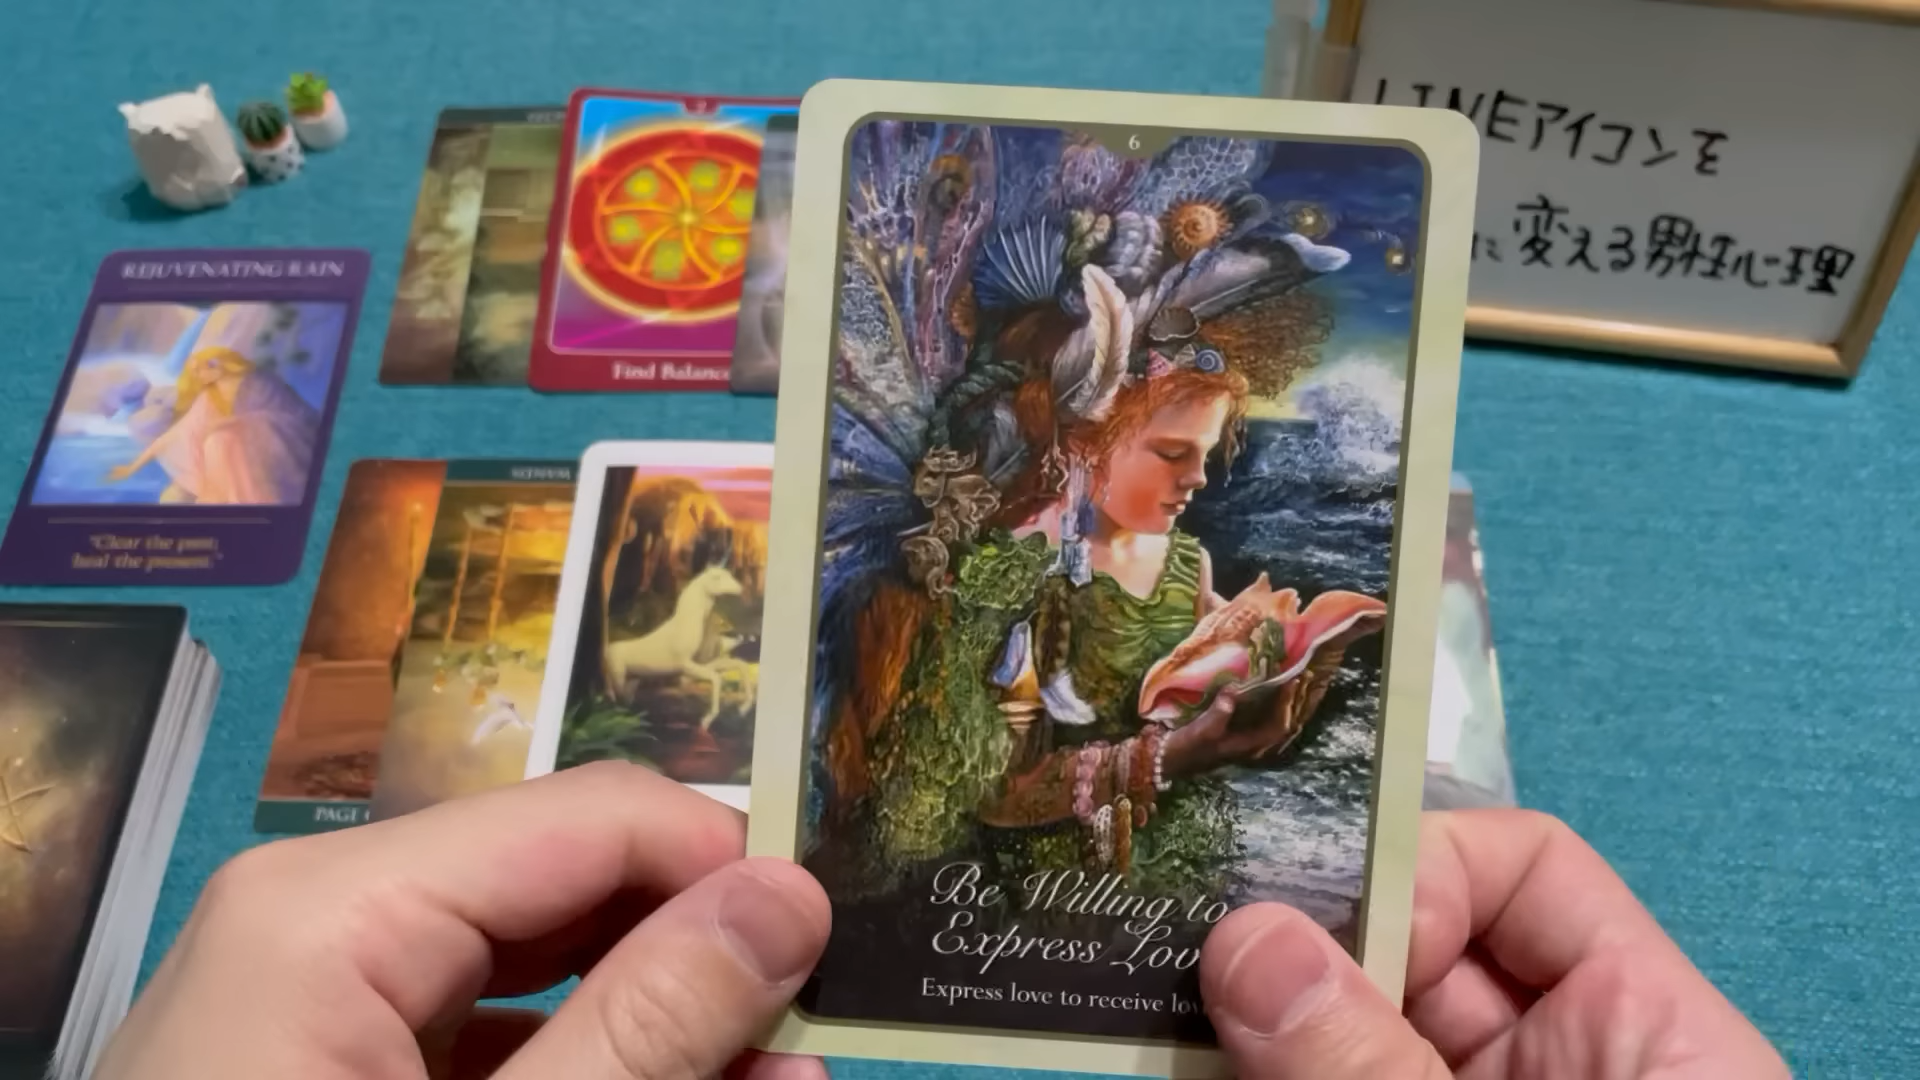 LINEアイコンを
に変える男性心理
2
6
REJUVENATING RAIN
"Clear the past,
heal the present."
Find Balance
WANDS
PAGE
Be Willing to
Express Lov
Express love to receive lov